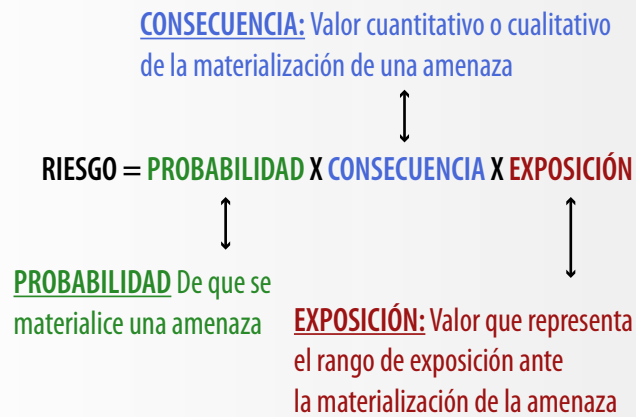 CONSECUENCIA: Valor cuantitativo o cualitativo
de la materialización de una amenaza
RIESGO = PROBABILIDAD X CONSECUENCIA X EXPOSICIÓN
PROBABILIDAD De que se
materialice una amenaza
EXPOSICIÓN: Valor que representa
el rango de exposición ante
la materialización de la amenaza